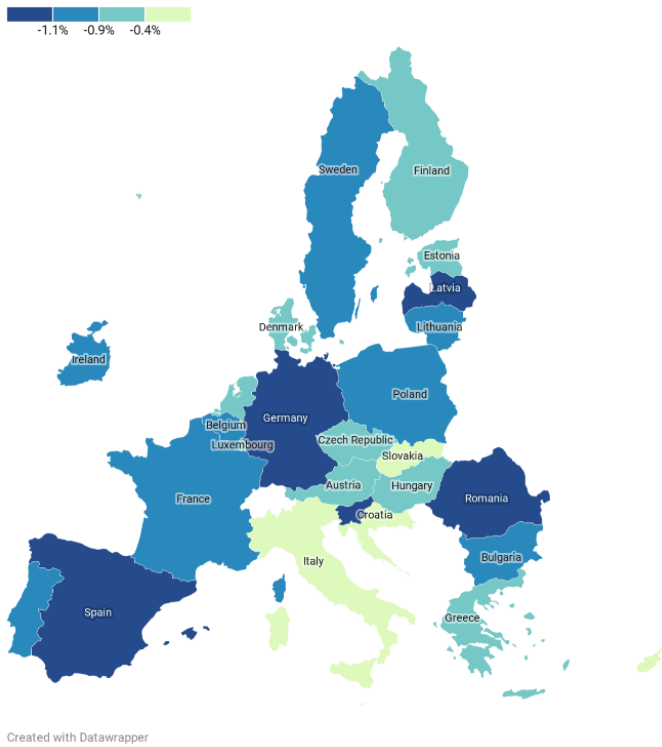 -1.1% -0.9% -0.4%
Sweden
Finland
Estonia
Latvia
Denmark
Lithuania
Ireland
Poland
Germany
Belgium
Czech Republic
Luxembourg
Slovakia
Austria
Hungary
France
Romania
Croatia
Bulgaria
Italy
Spain
Greece
Created with Datawrapper